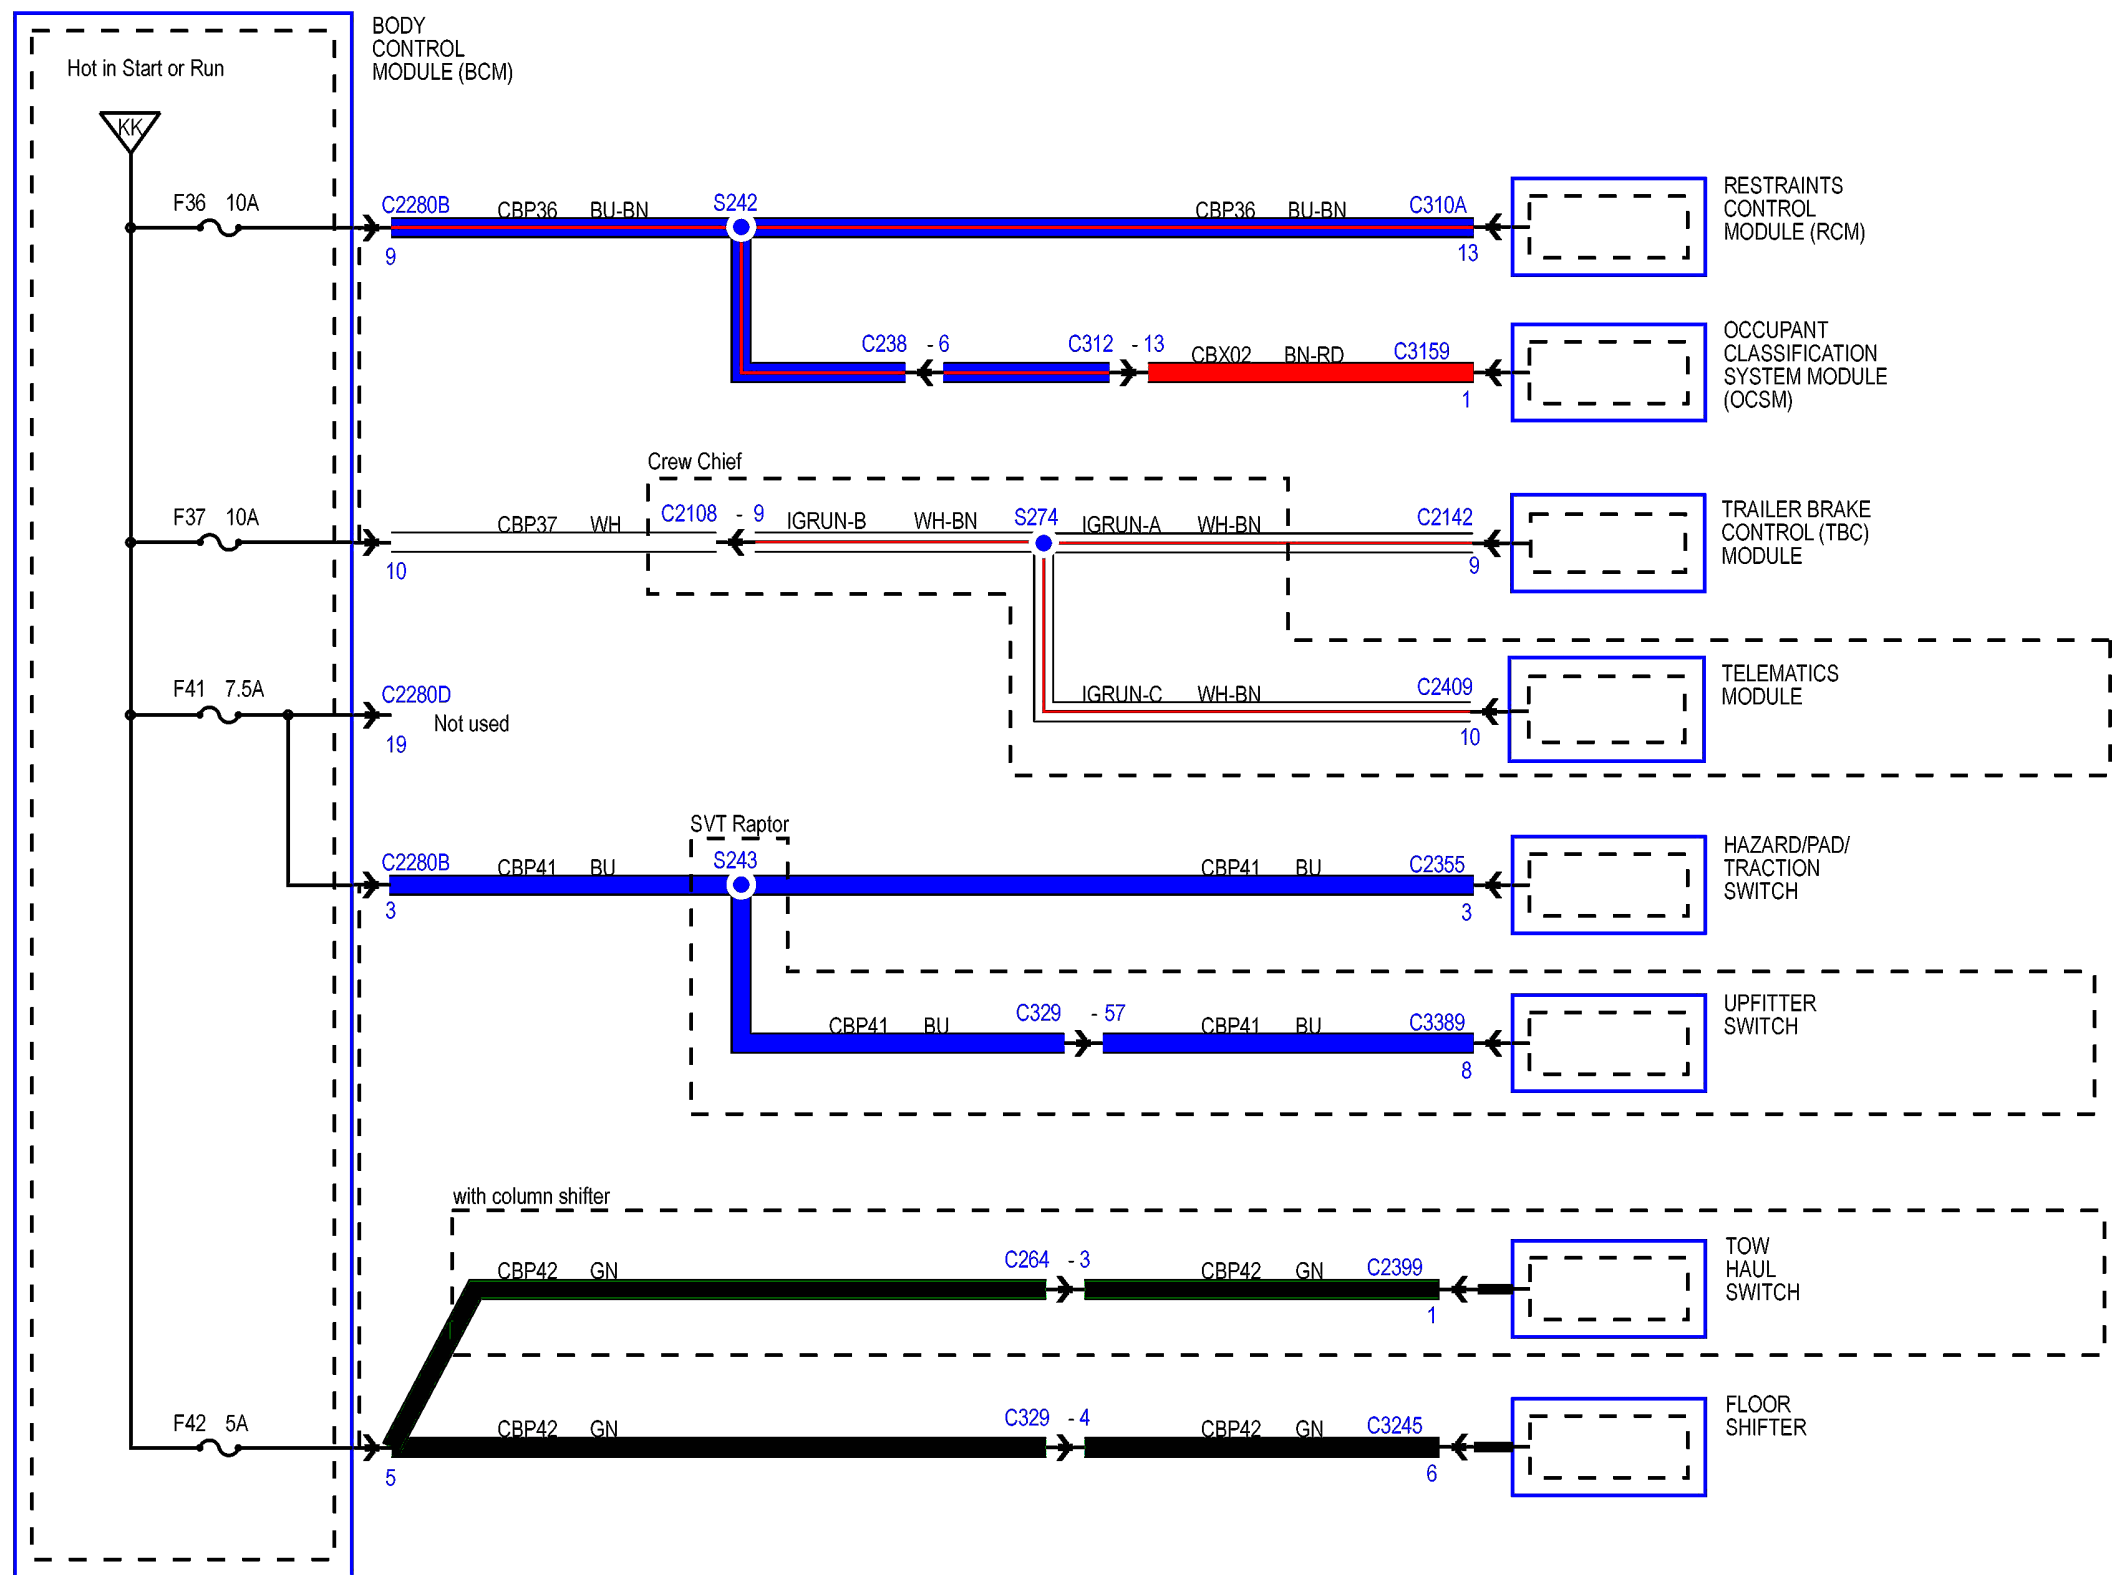 BODY
CONTROL
MODULE (BCM)
Hot in Start or Run
KK
F36 10A
C2280B
9
CBP36 BU-BN
S242
CBP36 BU-BN
C310A
13
RESTRAINTS
CONTROL
MODULE (RCM)
C238 - 6
C312 - 13
CBX02 BN-RD
C3159
1
OCCUPANT
CLASSIFICATION
SYSTEM MODULE
(OCSM)
Crew Chief
F37 10A
10
CBP37 WH
C2108 - 9
IGRUN-B WH-BN
S274
IGRUN-A WH-BN
C2142
9
TRAILER BRAKE
CONTROL (TBC)
MODULE
F41 7.5A
C2280D
19
Not used
IGRUN-C WH-BN
C2409
10
TELEMATICS
MODULE
SVT Raptor
C2280B
3
CBP41 BU
S243
CBP41 BU
C2355
3
HAZARD/PAD/
TRACTION
SWITCH
CBP41 BU
C329 - 57
CBP41 BU
C3389
8
UPFITTER
SWITCH
with column shifter
CBP42 GN
C264 - 3
CBP42 GN
C2399
1
TOW
HAUL
SWITCH
F42 5A
5
CBP42 GN
C329 - 4
CBP42 GN
C3245
6
FLOOR
SHIFTER